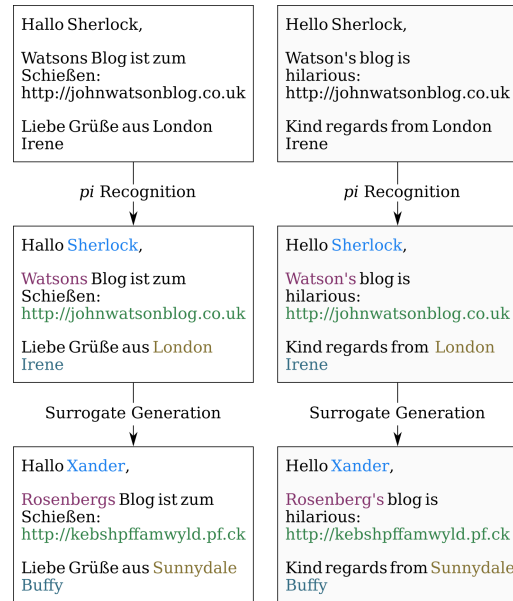 Hallo Sherlock,
Watsons Blog ist zum
Schießen:
http://johnwatsonblog.co.uk
Liebe Grüße aus London
Irene
Hello Sherlock,
Watson's blog is
hilarious:
http://johnwatsonblog.co.uk
Kind regards from London
Irene
pi Recognition
pi Recognition
Hallo Sherlock,
Watsons Blog ist zum
Schießen:
http://johnwatsonblog.co.uk
Liebe Grüße aus London
Irene
Hello Sherlock,
Watson's blog is
hilarious:
http://johnwatsonblog.co.uk
Kind regards from London
Irene
Surrogate Generation
Surrogate Generation
Hallo Xander,
Rosenbergs Blog ist zum
Schießen:
http://kebshpffamwyld.pf.ck
Liebe Grüße aus Sunnydale
Buffy
Hello Xander,
Rosenberg's blog is
hilarious:
http://kebshpffamwyld.pf.ck
Kind regards from Sunnydale
Buffy